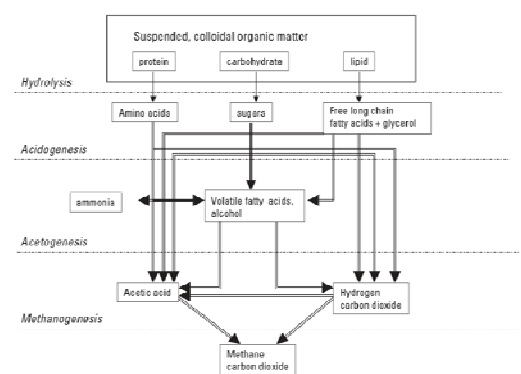 Suspended, colloidal organic matter
protein
carbohydrate
lipid
Hydrolysis
Amino acids
sugars
Free long chain
fatty acids + glycerol
Acidogenesis
ammonia
Volatile fatty acids,
alcohol
Acetogenesis
Acetic acid
Hydrogen
carbon dioxide
Methanogenesis
Methane
carbon dioxide